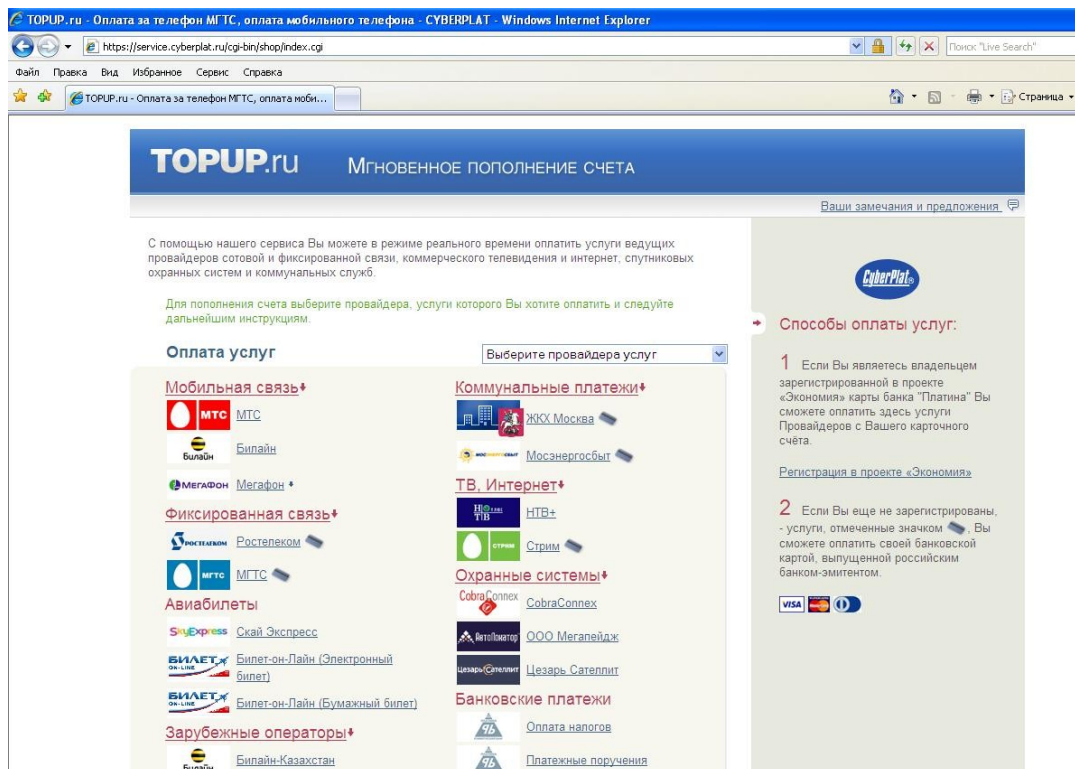 TOPUP.ru - Оплата за телефон МГТС, оплата мобильного телефона - CYBERPLAT - Windows Internet Explorer
https://service.cyberplat.ru/cgi-bin/shop/index.cgi
Поиск "Live Search"
Файл Правка Вид Избранное Сервис Справка
TOPUP.ru - Оплата за телефон МГТС, оплата моби...
Страница
TOPUP.ru Мгновенное пополнение счета
Ваши замечания и предложения
С помощью нашего сервиса Вы можете в режиме реального времени оплатить услуги ведущих
провайдеров сотовой и фиксированной связи, коммерческого телевидения и интернет, спутниковых
охранных систем и коммунальных служб.
Для пополнения счета выберите провайдера, услуги которого Вы хотите оплатить и следуйте
дальнейшим инструкциям.
Оплата услуг
Выберите провайдера услуг
Мобильная связь
МТС МТС
Билайн Билайн
МЕГАФОН Мегафон
Фиксированная связь
РОСТЕЛЕКОМ Ростелеком
МГТС МГТС
Авиабилеты
SkyExpress Скай Экспресс
БИЛЕТ ON-LINE Билет-он-Лайн (Электронный
билет)
БИЛЕТ ON-LINE Билет-он-Лайн (Бумажный билет)
Зарубежные операторы
Билайн Билайн-Казахстан
Коммунальные платежи
ЖКХ Москва
МОСЭНЕРГОСБЫТ Мосэнергосбыт
ТВ, Интернет
НТВ ПЛЮС НТВ+
СТРИМ Стрим
Охранные системы
CobraConnex CobraConnex
АвтоЛокатор ООО Мегапейдж
Цезарь Сателлит Цезарь Сателлит
Банковские платежи
Оплата налогов
Платежные поручения
CyberPlat
Способы оплаты услуг:
1 Если Вы являетесь владельцем
зарегистрированной в проекте
«Экономия» карты банка "Платина" Вы
сможете оплатить здесь услуги
Провайдеров с Вашего карточного
счёта.
Регистрация в проекте «Экономия»
2 Если Вы еще не зарегистрированы,
- услуги, отмеченные значком , Вы
сможете оплатить своей банковской
картой, выпущенной российским
банком-эмитентом.
VISA